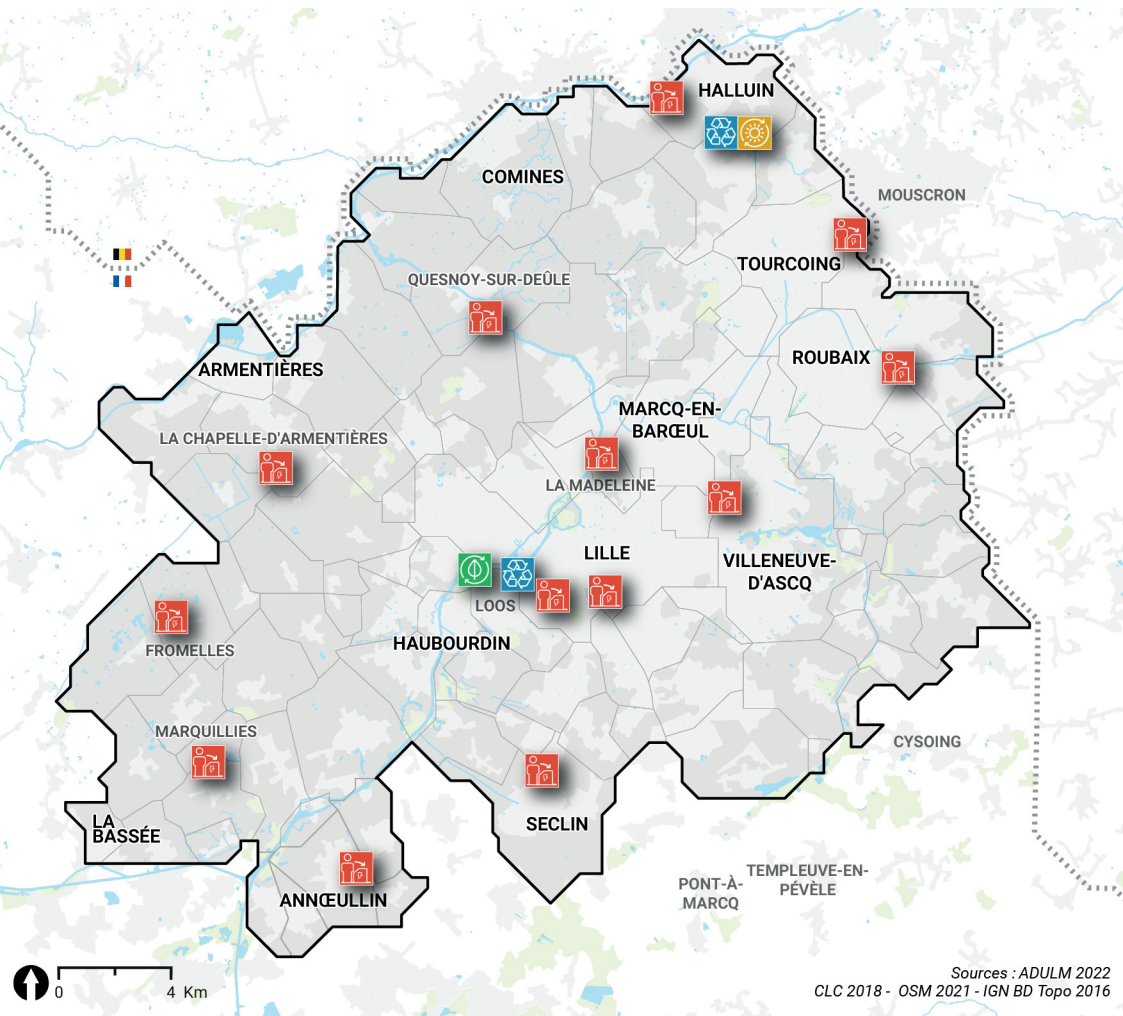 HALLUIN
COMINES
MOUSCRON
TOURCOING
QUESNOY-SUR-DEÛLE
ROUBAIX
ARMENTIÈRES
MARCQ-EN-
BARŒUL
LA CHAPELLE-D'ARMENTIÈRES
LA MADELEINE
LILLE
VILLENEUVE-
D'ASCQ
LOOS
HAUBOURDIN
FROMELLES
MARQUILLIES
CYSOING
LA
BASSÉE
SECLIN
TEMPLEUVE-EN-
PÉVÈLE
PONT-À-
MARCQ
ANNŒULLIN
0 4 Km
Sources : ADULM 2022
CLC 2018 - OSM 2021 - IGN BD Topo 2016